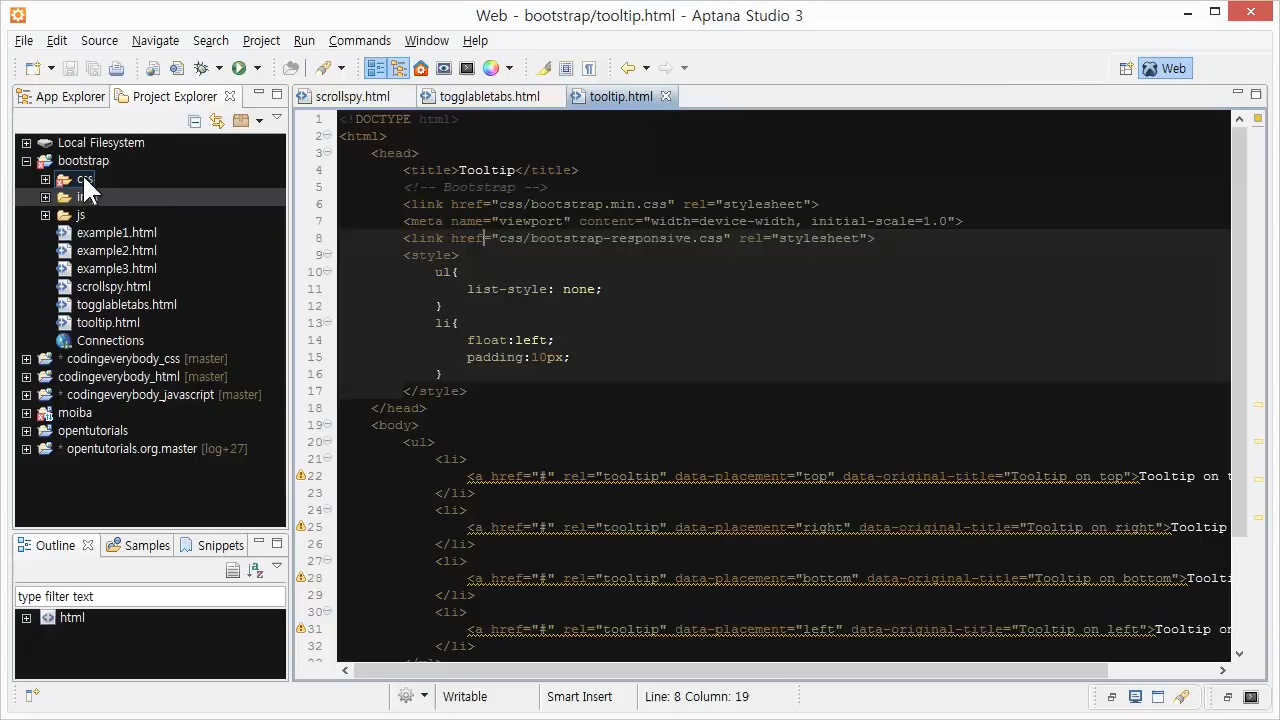 Web - bootstrap/tooltip.html - Aptana Studio 3
File Edit Source Navigate Search Project Run Commands Window Help
Web
App Explorer Project Explorer
scrollspy.html togglabletabs.html tooltip.html
Local Filesystem
bootstrap
js
example1.html
example2.html
example3.html
scrollspy.html
togglabletabs.html
tooltip.html
Connections
* codingeverybody_css [master]
codingeverybody_html [master]
* codingeverybody_javascript [master]
moiba
opentutorials
opentutorials.org.master [log+27]
Outline Samples Snippets
type filter text
html
1 <!DOCTYPE html>
2 <html>
3 <head>
4 <title>Tooltip</title>
5 <!-- Bootstrap -->
6 <link href="css/bootstrap.min.css" rel="stylesheet">
7 <meta name="viewport" content="width=device-width, initial-scale=1.0">
8 <link href="css/bootstrap-responsive.css" rel="stylesheet">
9 <style>
10 ul{
11 list-style: none;
12 }
13 li{
14 float:left;
15 padding:10px;
16 }
17 </style>
18 </head>
19 <body>
20 <ul>
21 <li>
22 <a href="#" rel="tooltip" data-placement="top" data-original-title="Tooltip on top">Tooltip on
23 </li>
24 <li>
25 <a href="#" rel="tooltip" data-placement="right" data-original-title="Tooltip on right">Tooltip
26 </li>
27 <li>
28 <a href="#" rel="tooltip" data-placement="bottom" data-original-title="Tooltip on bottom">
29 </li>
30 <li>
31 <a href="#" rel="tooltip" data-placement="left" data-original-title="Tooltip on left">Tooltip
32 </li>
Writable Smart Insert Line: 8 Column: 19